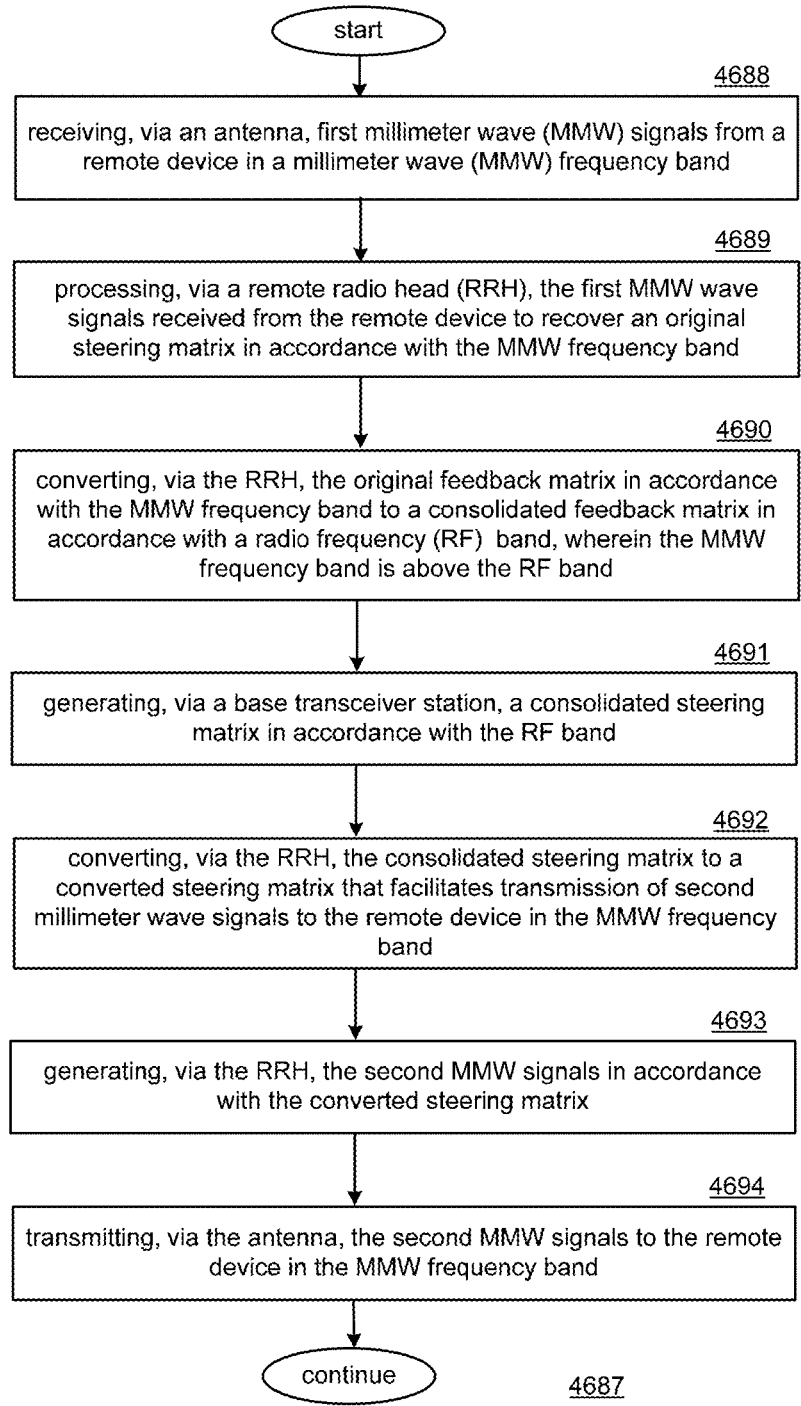 start
4688
receiving, via an antenna, first millimeter wave (MMW) signals from a
remote device in a millimeter wave (MMW) frequency band
4689
processing, via a remote radio head (RRH), the first MMW wave
signals received from the remote device to recover an original
steering matrix in accordance with the MMW frequency band
4690
converting, via the RRH, the original feedback matrix in accordance
with the MMW frequency band to a consolidated feedback matrix in
accordance with a radio frequency (RF) band, wherein the MMW
frequency band is above the RF band
4691
generating, via a base transceiver station, a consolidated steering
matrix in accordance with the RF band
4692
converting, via the RRH, the consolidated steering matrix to a
converted steering matrix that facilitates transmission of second
millimeter wave signals to the remote device in the MMW frequency
band
4693
generating, via the RRH, the second MMW signals in accordance
with the converted steering matrix
4694
transmitting, via the antenna, the second MMW signals to the remote
device in the MMW frequency band
continue
4687